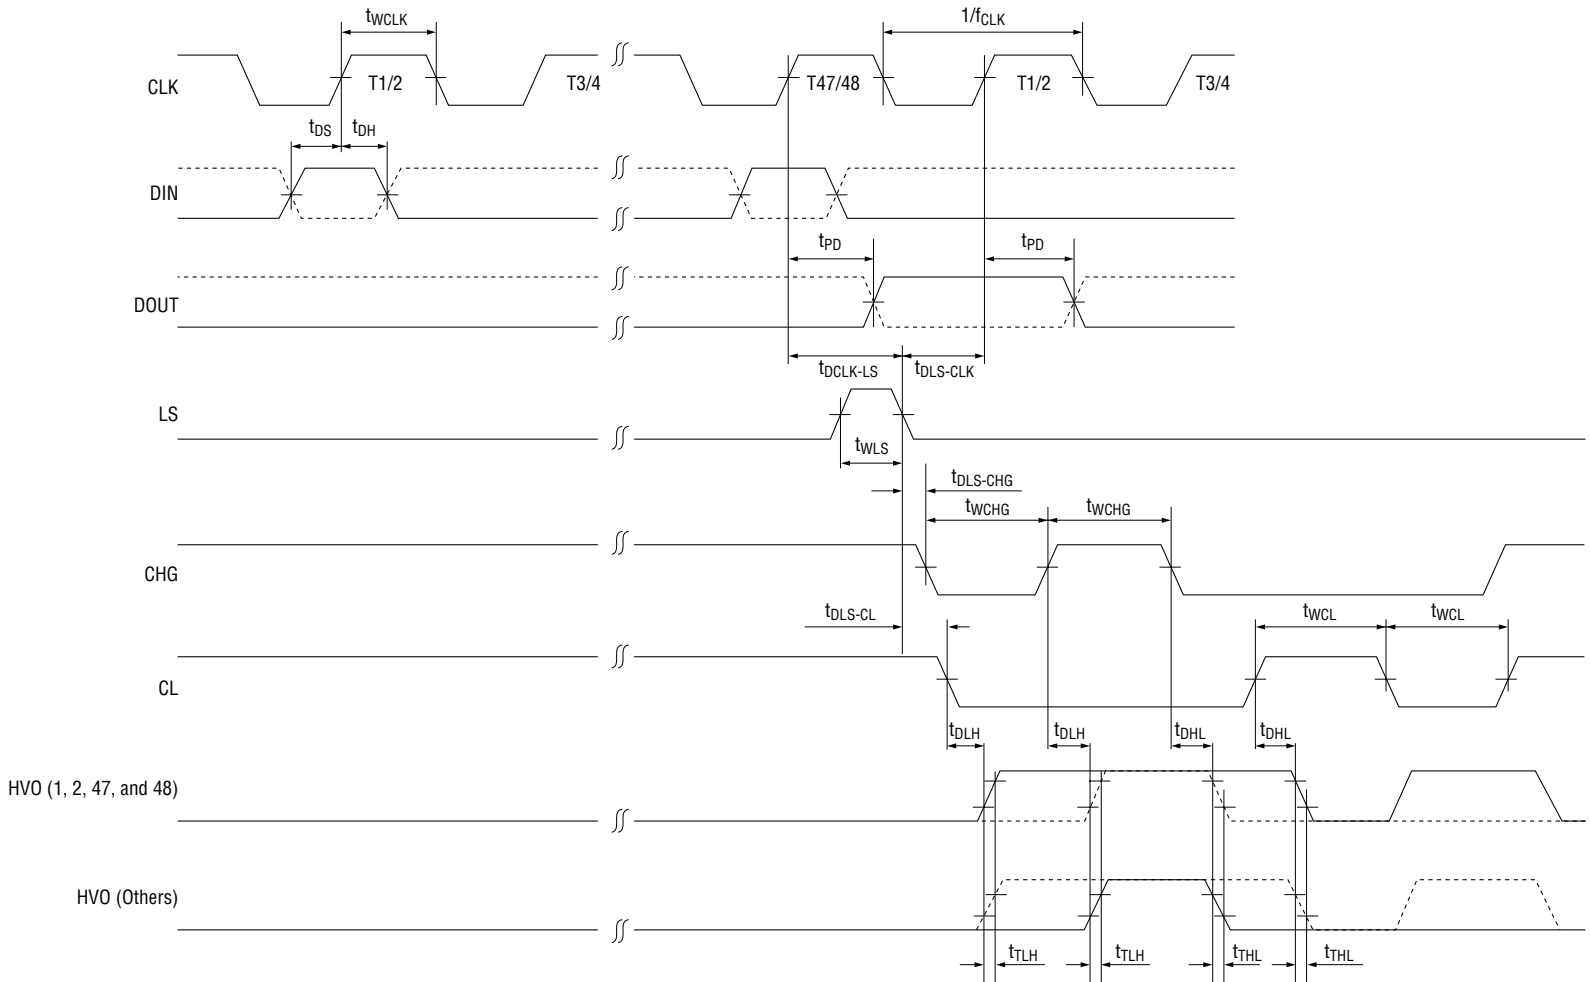 tWCLK 1/fCLK
CLK T1/2 T3/4 T47/48 T1/2 T3/4
tDS tDH
DIN
tPD tPD
DOUT
tDCLK-LS tDLS-CLK
LS
tWLS
tDLS-CHG
tWCHG tWCHG
CHG
tDLS-CL tWCL tWCL
CL
tDLH tDLH tDHL tDHL
HVO (1, 2, 47, and 48)
HVO (Others)
tTLH tTLH tTHL tTHL